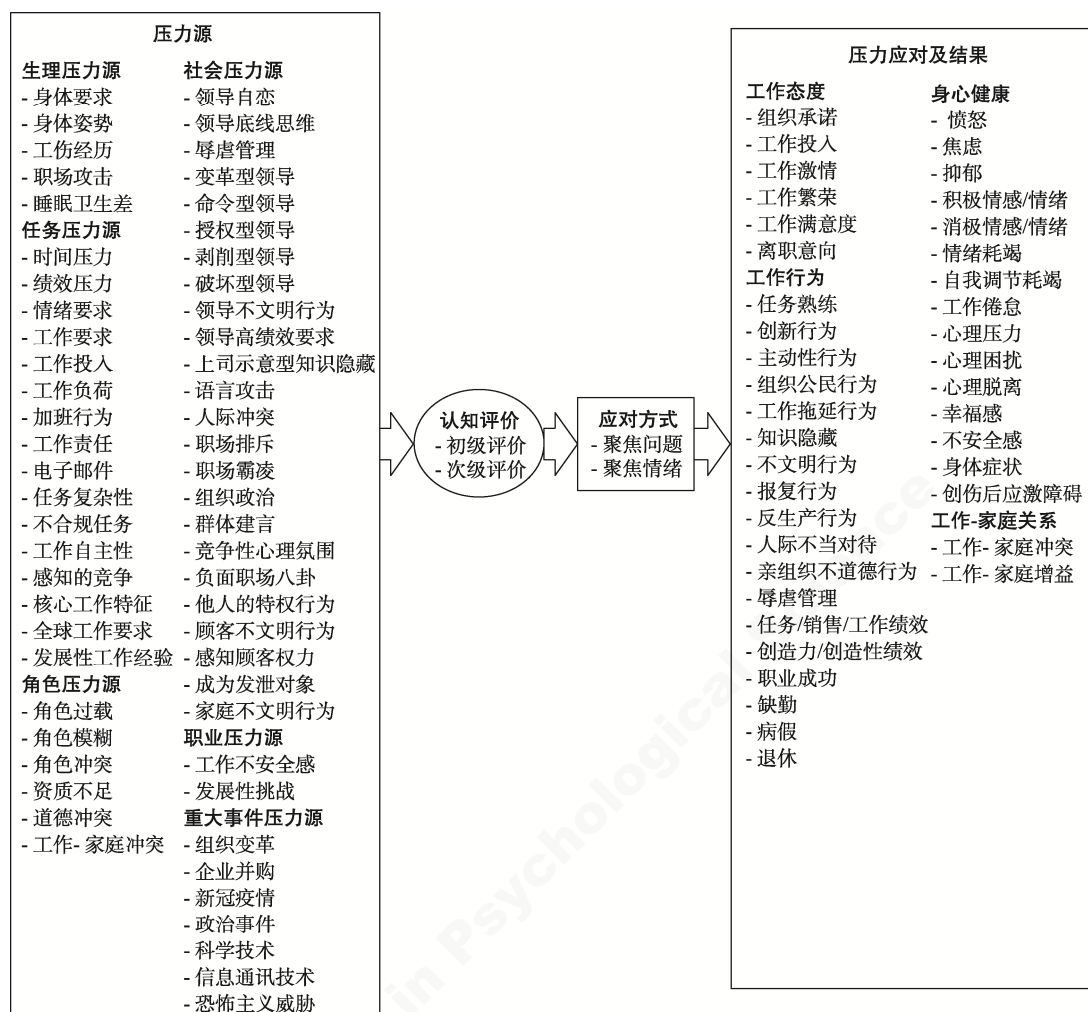 压力源
生理压力源
- 身体要求
- 身体姿势
- 工伤经历
- 职场攻击
- 睡眠卫生差
任务压力源
- 时间压力
- 绩效压力
- 情绪要求
- 工作要求
- 工作投入
- 工作负荷
- 加班行为
- 工作责任
- 电子邮件
- 任务复杂性
- 不合规任务
- 工作自主性
- 感知的竞争
- 核心工作特征
- 全球工作要求
- 发展性工作经验
角色压力源
- 角色过载
- 角色模糊
- 角色冲突
- 资质不足
- 道德冲突
- 工作- 家庭冲突
社会压力源
- 领导自恋
- 领导底线思维
- 辱虐管理
- 变革型领导
- 命令型领导
- 授权型领导
- 剥削型领导
- 破坏型领导
- 领导不文明行为
- 领导高绩效要求
- 上司示意型知识隐藏
- 语言攻击
- 人际冲突
- 职场排斥
- 职场霸凌
- 组织政治
- 群体建言
- 竞争性心理氛围
- 负面职场八卦
- 他人的特权行为
- 顾客不文明行为
- 感知顾客权力
- 成为发泄对象
- 家庭不文明行为
职业压力源
- 工作不安全感
- 发展性挑战
重大事件压力源
- 组织变革
- 企业并购
- 新冠疫情
- 政治事件
- 科学技术
- 信息通讯技术
- 恐怖主义威胁
认知评价
- 初级评价
- 次级评价
应对方式
- 聚焦问题
- 聚焦情绪
压力应对及结果
工作态度
- 组织承诺
- 工作投入
- 工作激情
- 工作繁荣
- 工作满意度
- 离职意向
工作行为
- 任务熟练
- 创新行为
- 主动性行为
- 组织公民行为
- 工作拖延行为
- 知识隐藏
- 不文明行为
- 报复行为
- 反生产行为
- 人际不当对待
- 亲组织不道德行为
- 辱虐管理
- 任务/销售/工作绩效
- 创造力/创造性绩效
- 职业成功
- 缺勤
- 病假
- 退休
身心健康
- 愤怒
- 焦虑
- 抑郁
- 积极情感/情绪
- 消极情感/情绪
- 情绪耗竭
- 自我调节耗竭
- 工作倦怠
- 心理压力
- 心理困扰
- 心理脱离
- 幸福感
- 不安全感
- 身体症状
- 创伤后应激障碍
工作-家庭关系
- 工作- 家庭冲突
- 工作- 家庭增益
in Psychological